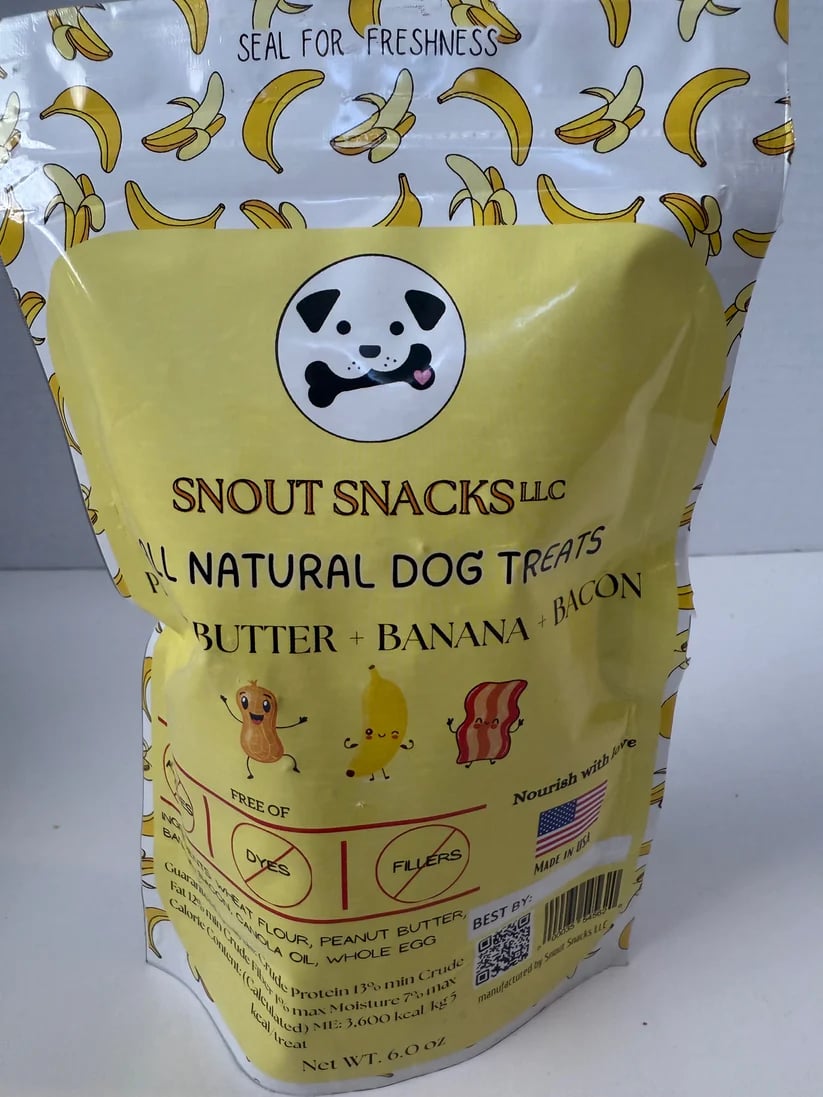 SEAL FOR FRESHNESS
SNOUT SNACKS LLC
ALL NATURAL DOG TREATS
BUTTER + BANANA + BACON
Nourish with love
FREE OF
DYES
FILLERS
MADE IN USA
WHEAT FLOUR, PEANUT BUTTER,
CANOLA OIL, WHOLE EGG
BEST BY:
Crude Protein 13% min Crude
Fat 12% min Crude Fiber 1% max Moisture 7% max
Calorie Content: (Calculated) ME: 3,600 kcal kg 5
kcal/treat
manufactured by Snout Snacks LLC
Net WT. 6.0 oz